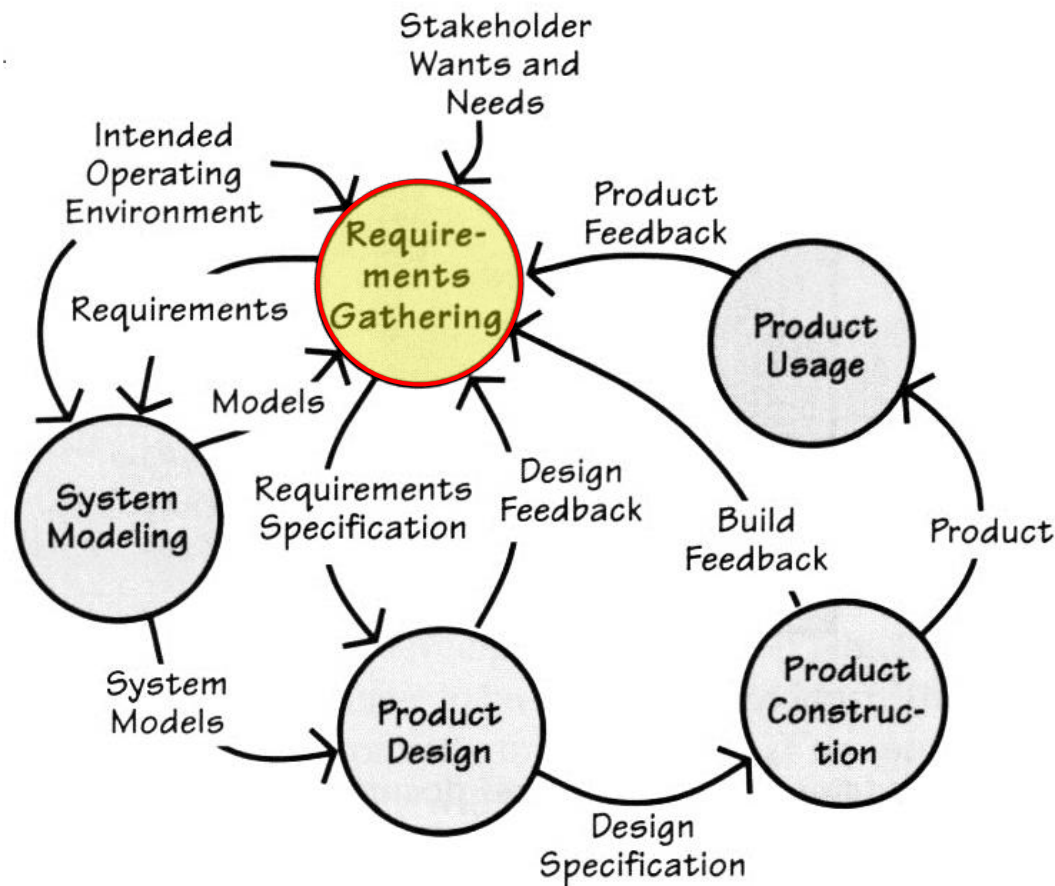 Stakeholder
Wants and
Needs
Intended
Operating
Environment
Product
Feedback
Require-
ments
Gathering
Requirements
Product
Usage
Models
System
Modeling
Requirements
Specification
Design
Feedback
Build
Feedback
Product
System
Models
Product
Design
Product
Construc-
tion
Design
Specification